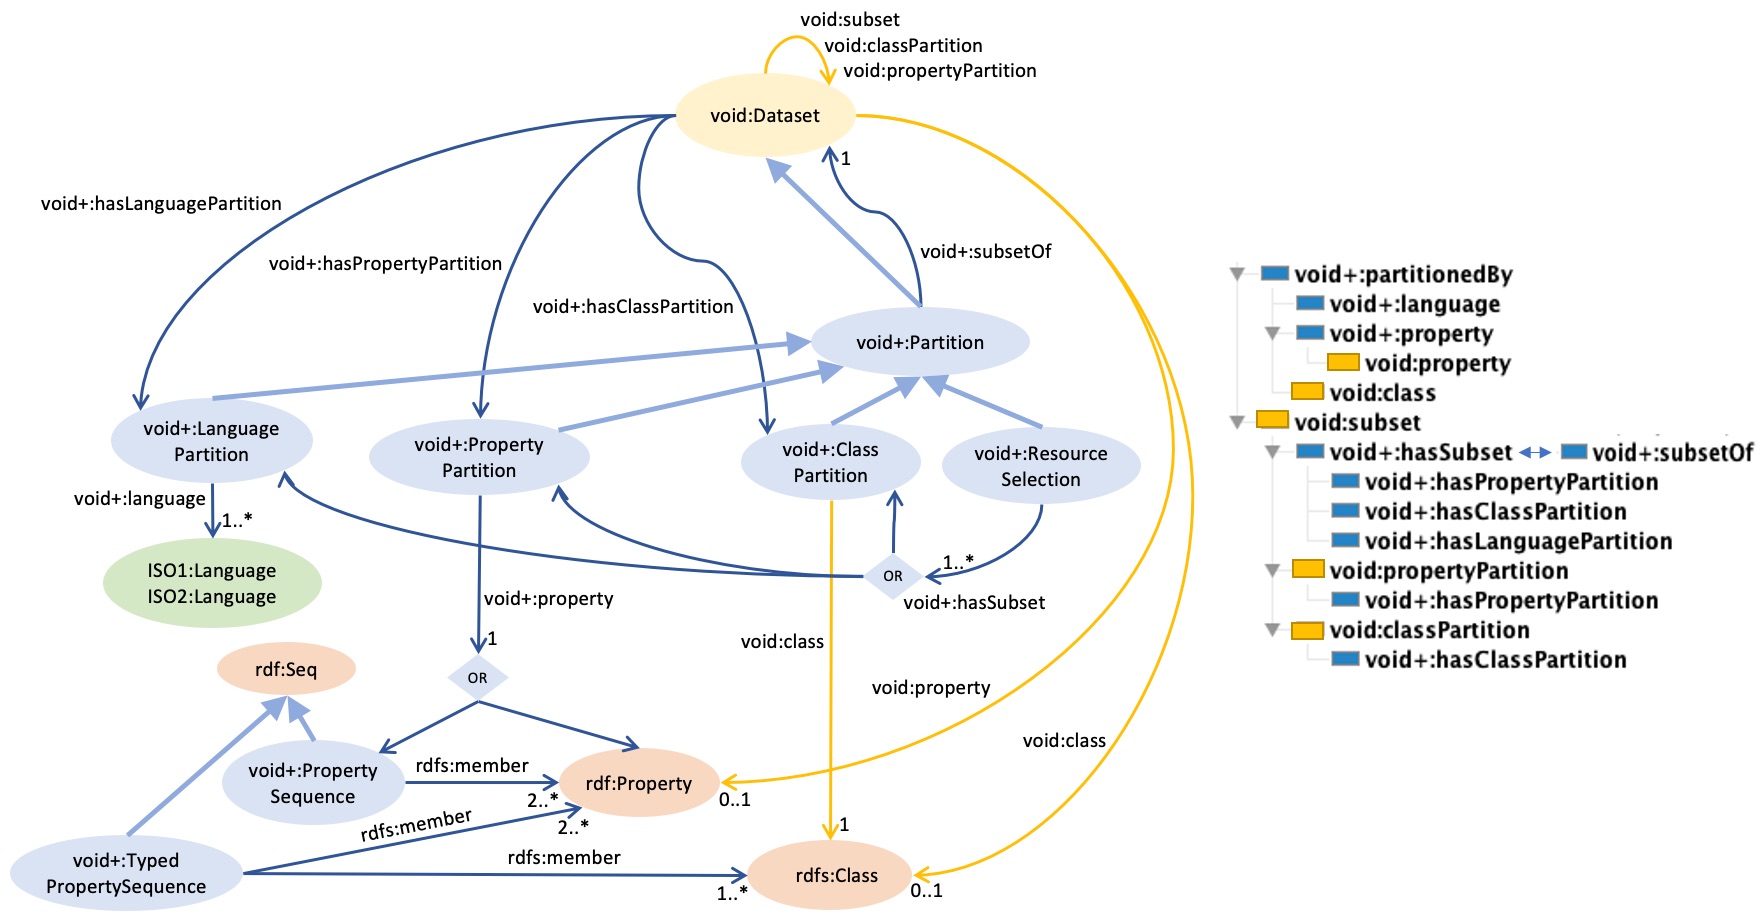 void:subset
void:classPartition
void:propertyPartition
void:Dataset
1
void+:hasLanguagePartition
void+:hasPropertyPartition
void+:subsetOf
void+:hasClassPartition
void+:Partition
void+:Language
Partition
void+:Property
Partition
void+:Class
Partition
void+:Resource
Selection
void+:language
1..*
ISO1:Language
ISO2:Language
void+:property
1
OR
1..*
void+:hasSubset
void:class
rdf:Seq
OR
void:property
void:class
void+:Property
Sequence
rdfs:member
2..*
rdf:Property
0..1
rdfs:member
2..*
void+:Typed
PropertySequence
rdfs:member
1..*
1
rdfs:Class
0..1
void+:partitionedBy
void+:language
void+:property
void:property
void:class
void:subset
void+:hasSubset void+:subsetOf
void+:hasPropertyPartition
void+:hasClassPartition
void+:hasLanguagePartition
void:propertyPartition
void+:hasPropertyPartition
void:classPartition
void+:hasClassPartition